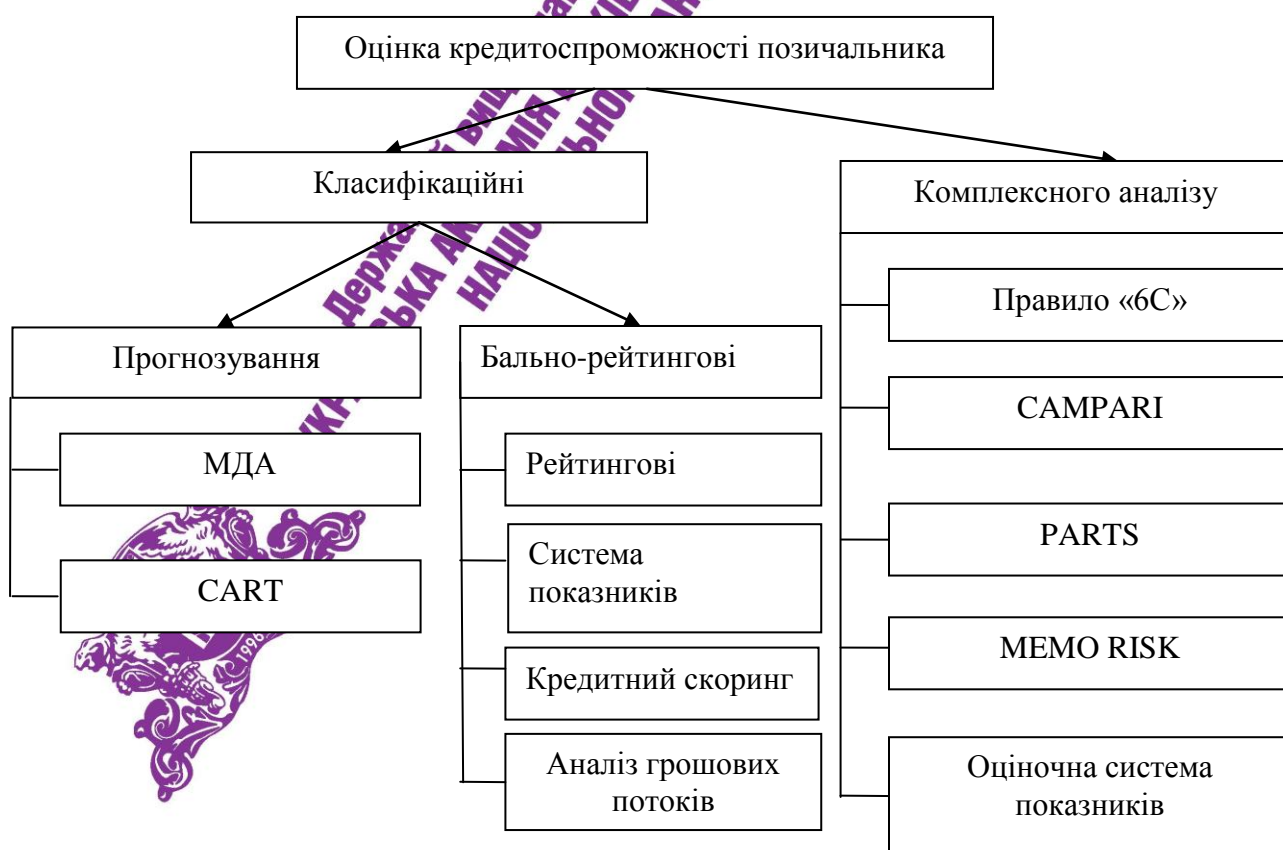 Оцінка кредитоспроможності позичальника
Класифікаційні
Комплексного аналізу
Прогнозування
МДА
CART
Бально-рейтингові
Рейтингові
Система
показників
Кредитний скоринг
Аналіз грошових
потоків
Правило «6С»
CAMPARI
PARTS
MEMO RISK
Оціночна система
показників
1996